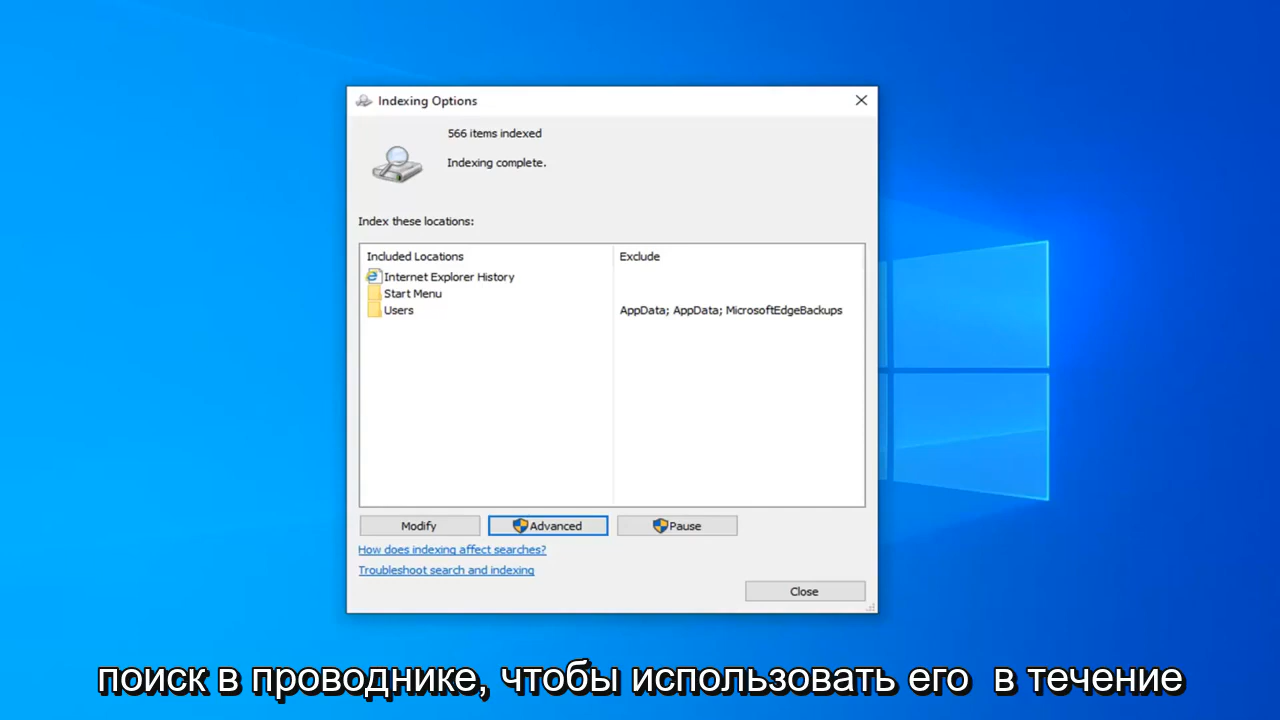 Indexing Options
566 items indexed
Indexing complete.
Index these locations:
Included Locations Exclude
Internet Explorer History
Start Menu
Users AppData; AppData; MicrosoftEdgeBackups
Modify Advanced Pause
How does indexing affect searches?
Troubleshoot search and indexing
Close
поиск в проводнике, чтобы использовать его в течение